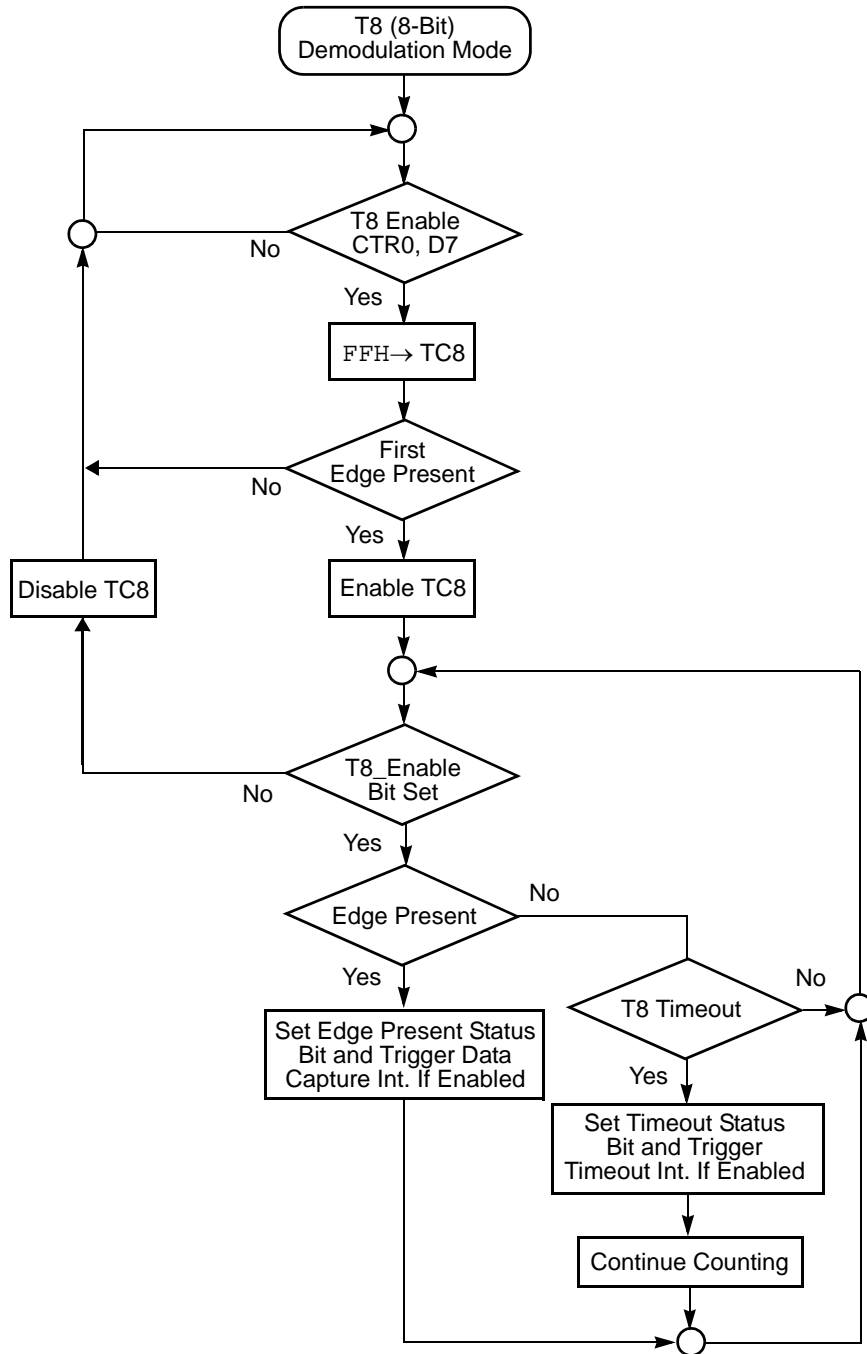 T8 (8-Bit)
Demodulation Mode
T8 Enable
CTR0, D7
No
Yes
FFH→ TC8
First
Edge Present
No
Yes
Disable TC8
Enable TC8
T8_Enable
Bit Set
No
Yes
Edge Present
No
Yes
T8 Timeout
No
Set Edge Present Status
Bit and Trigger Data
Capture Int. If Enabled
Yes
Set Timeout Status
Bit and Trigger
Timeout Int. If Enabled
Continue Counting